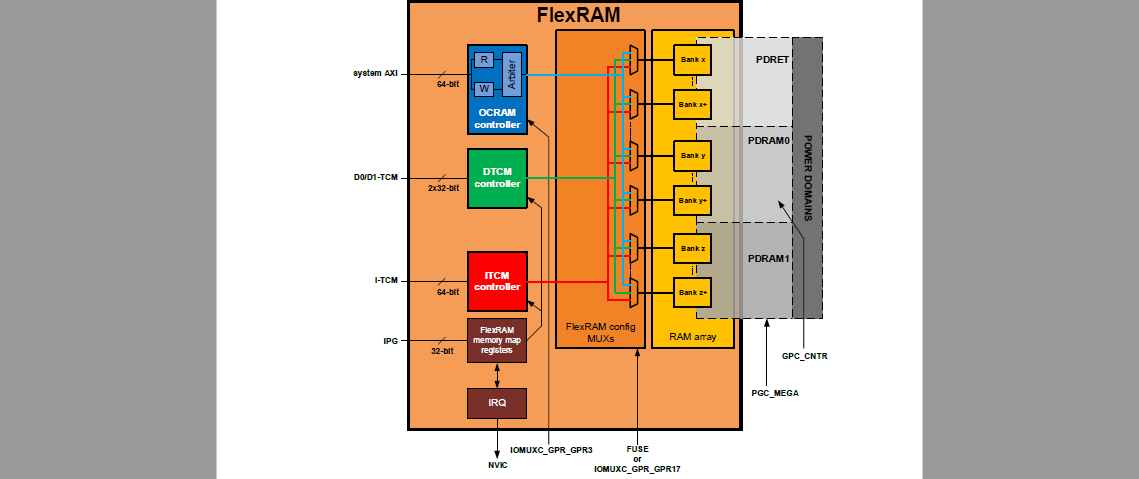 FlexRAM
system AXI
64-bit
R
W
Arbiter
OCRAM
controller
D0/D1-TCM
2x32-bit
DTCM
controller
I-TCM
64-bit
ITCM
controller
IPG
32-bit
FlexRAM
memory map
registers
IRQ
NVIC
IOMUXC_GPR_GPR3
FlexRAM config
MUXs
FUSE
or
IOMUXC_GPR_GPR17
Bank x
Bank x+
Bank y
Bank y+
Bank z
Bank z+
RAM array
PDRET
PDRAM0
PDRAM1
POWER DOMAINS
GPC_CNTR
PGC_MEGA